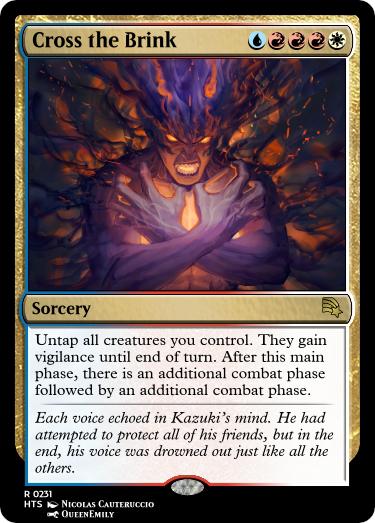 Cross the Brink
Sorcery
Untap all creatures you control. They gain
vigilance until end of turn. After this main
phase, there is an additional combat phase
followed by an additional combat phase.
Each voice echoed in Kazuki's mind. He had
attempted to protect all of his friends, but in the
end, his voice was drowned out just like all the
others.
R 0231
HTS Nicolas Cauteruccio
QueenEmily